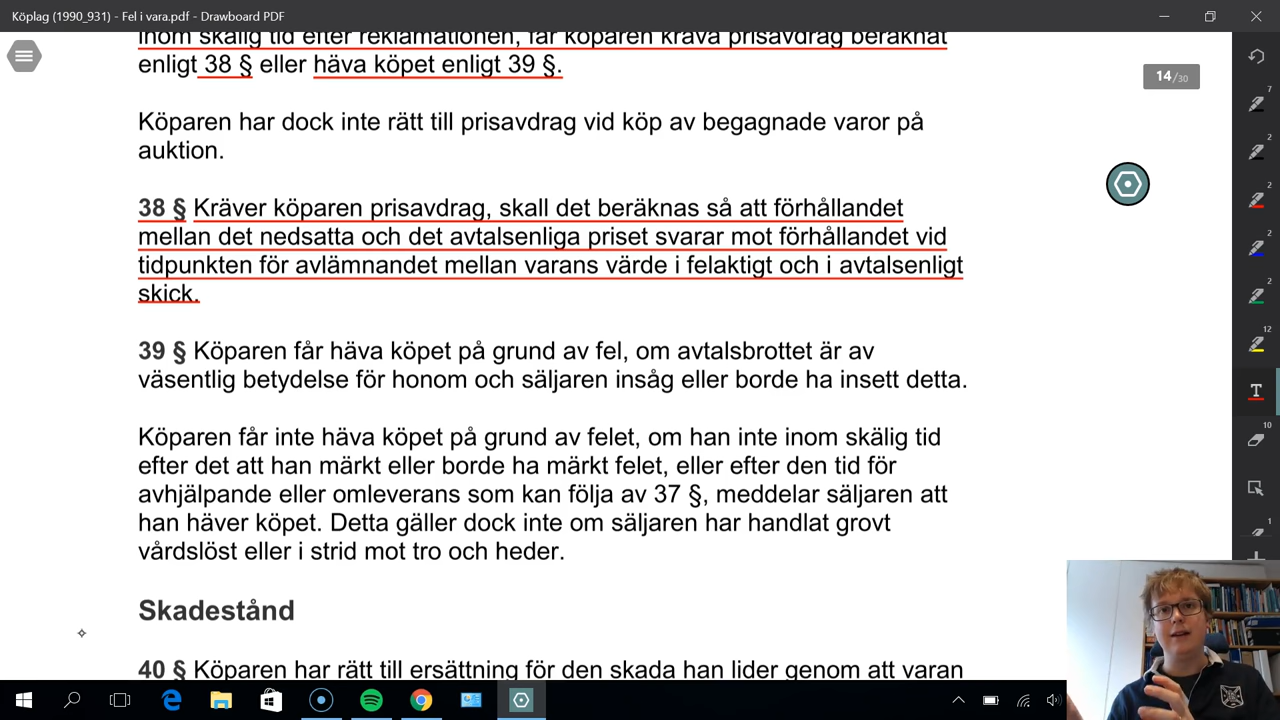 Köplag (1990_931) - Fel i vara.pdf - Drawboard PDF
inom skälig tid efter reklamationen, får köparen kräva prisavdrag beräknat
enligt 38 § eller häva köpet enligt 39 §.
14/30
Köparen har dock inte rätt till prisavdrag vid köp av begagnade varor på
auktion.
38 § Kräver köparen prisavdrag, skall det beräknas så att förhållandet
mellan det nedsatta och det avtalsenliga priset svarar mot förhållandet vid
tidpunkten för avlämnandet mellan varans värde i felaktigt och i avtalsenligt
skick.
39 § Köparen får häva köpet på grund av fel, om avtalsbrottet är av
väsentlig betydelse för honom och säljaren insåg eller borde ha insett detta.
Köparen får inte häva köpet på grund av felet, om han inte inom skälig tid
efter det att han märkt eller borde ha märkt felet, eller efter den tid för
avhjälpande eller omleverans som kan följa av 37 §, meddelar säljaren att
han häver köpet. Detta gäller dock inte om säljaren har handlat grovt
vårdslöst eller i strid mot tro och heder.
Skadestånd
40 § Köparen har rätt till ersättning för den skada han lider genom att varan
7
2
2
2
2
12
T
10